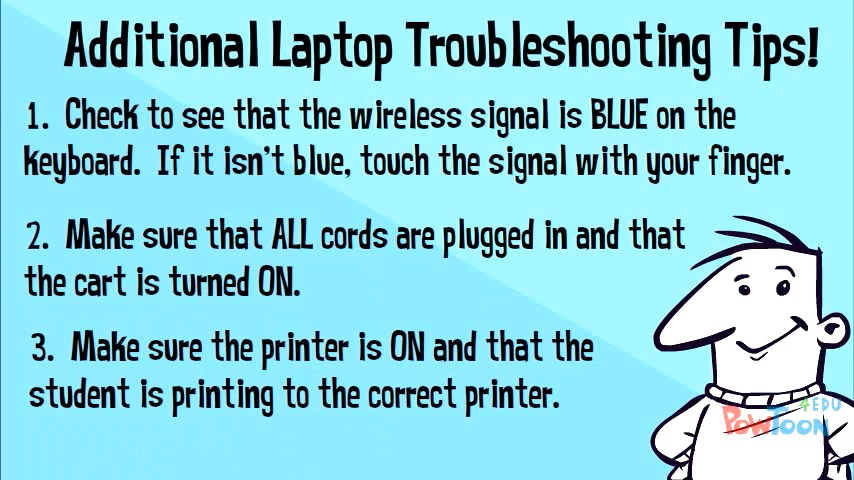 Additional Laptop Troubleshooting Tips!
1. Check to see that the wireless signal is BLUE on the
keyboard. If it isn't blue, touch the signal with your finger.
2. Make sure that ALL cords are plugged in and that
the cart is turned ON.
3. Make sure the printer is ON and that the
student is printing to the correct printer.
4EDU
PowToon